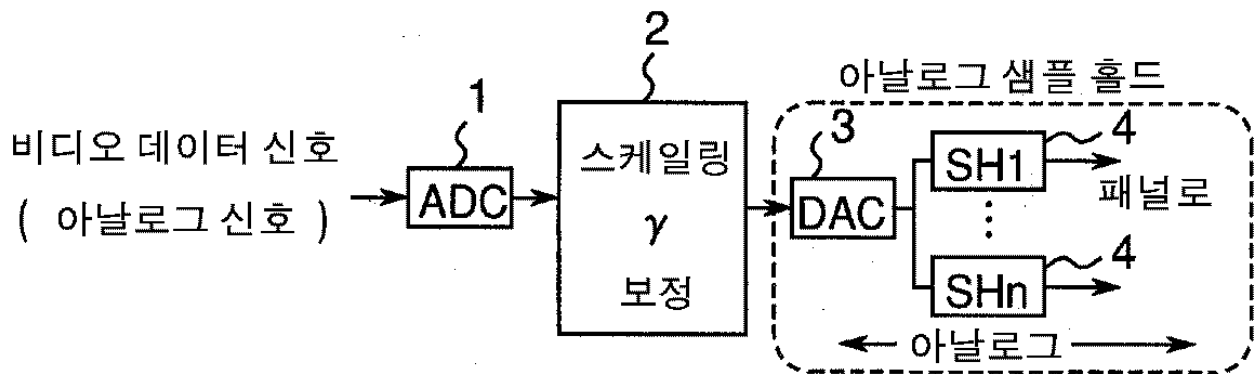 2
아날로그 샘플 홀드
1
3
4
비디오 데이터 신호
( 아날로그 신호 )
ADC
스케일링
γ
보정
DAC
SH1
패널로
4
SHn
아날로그